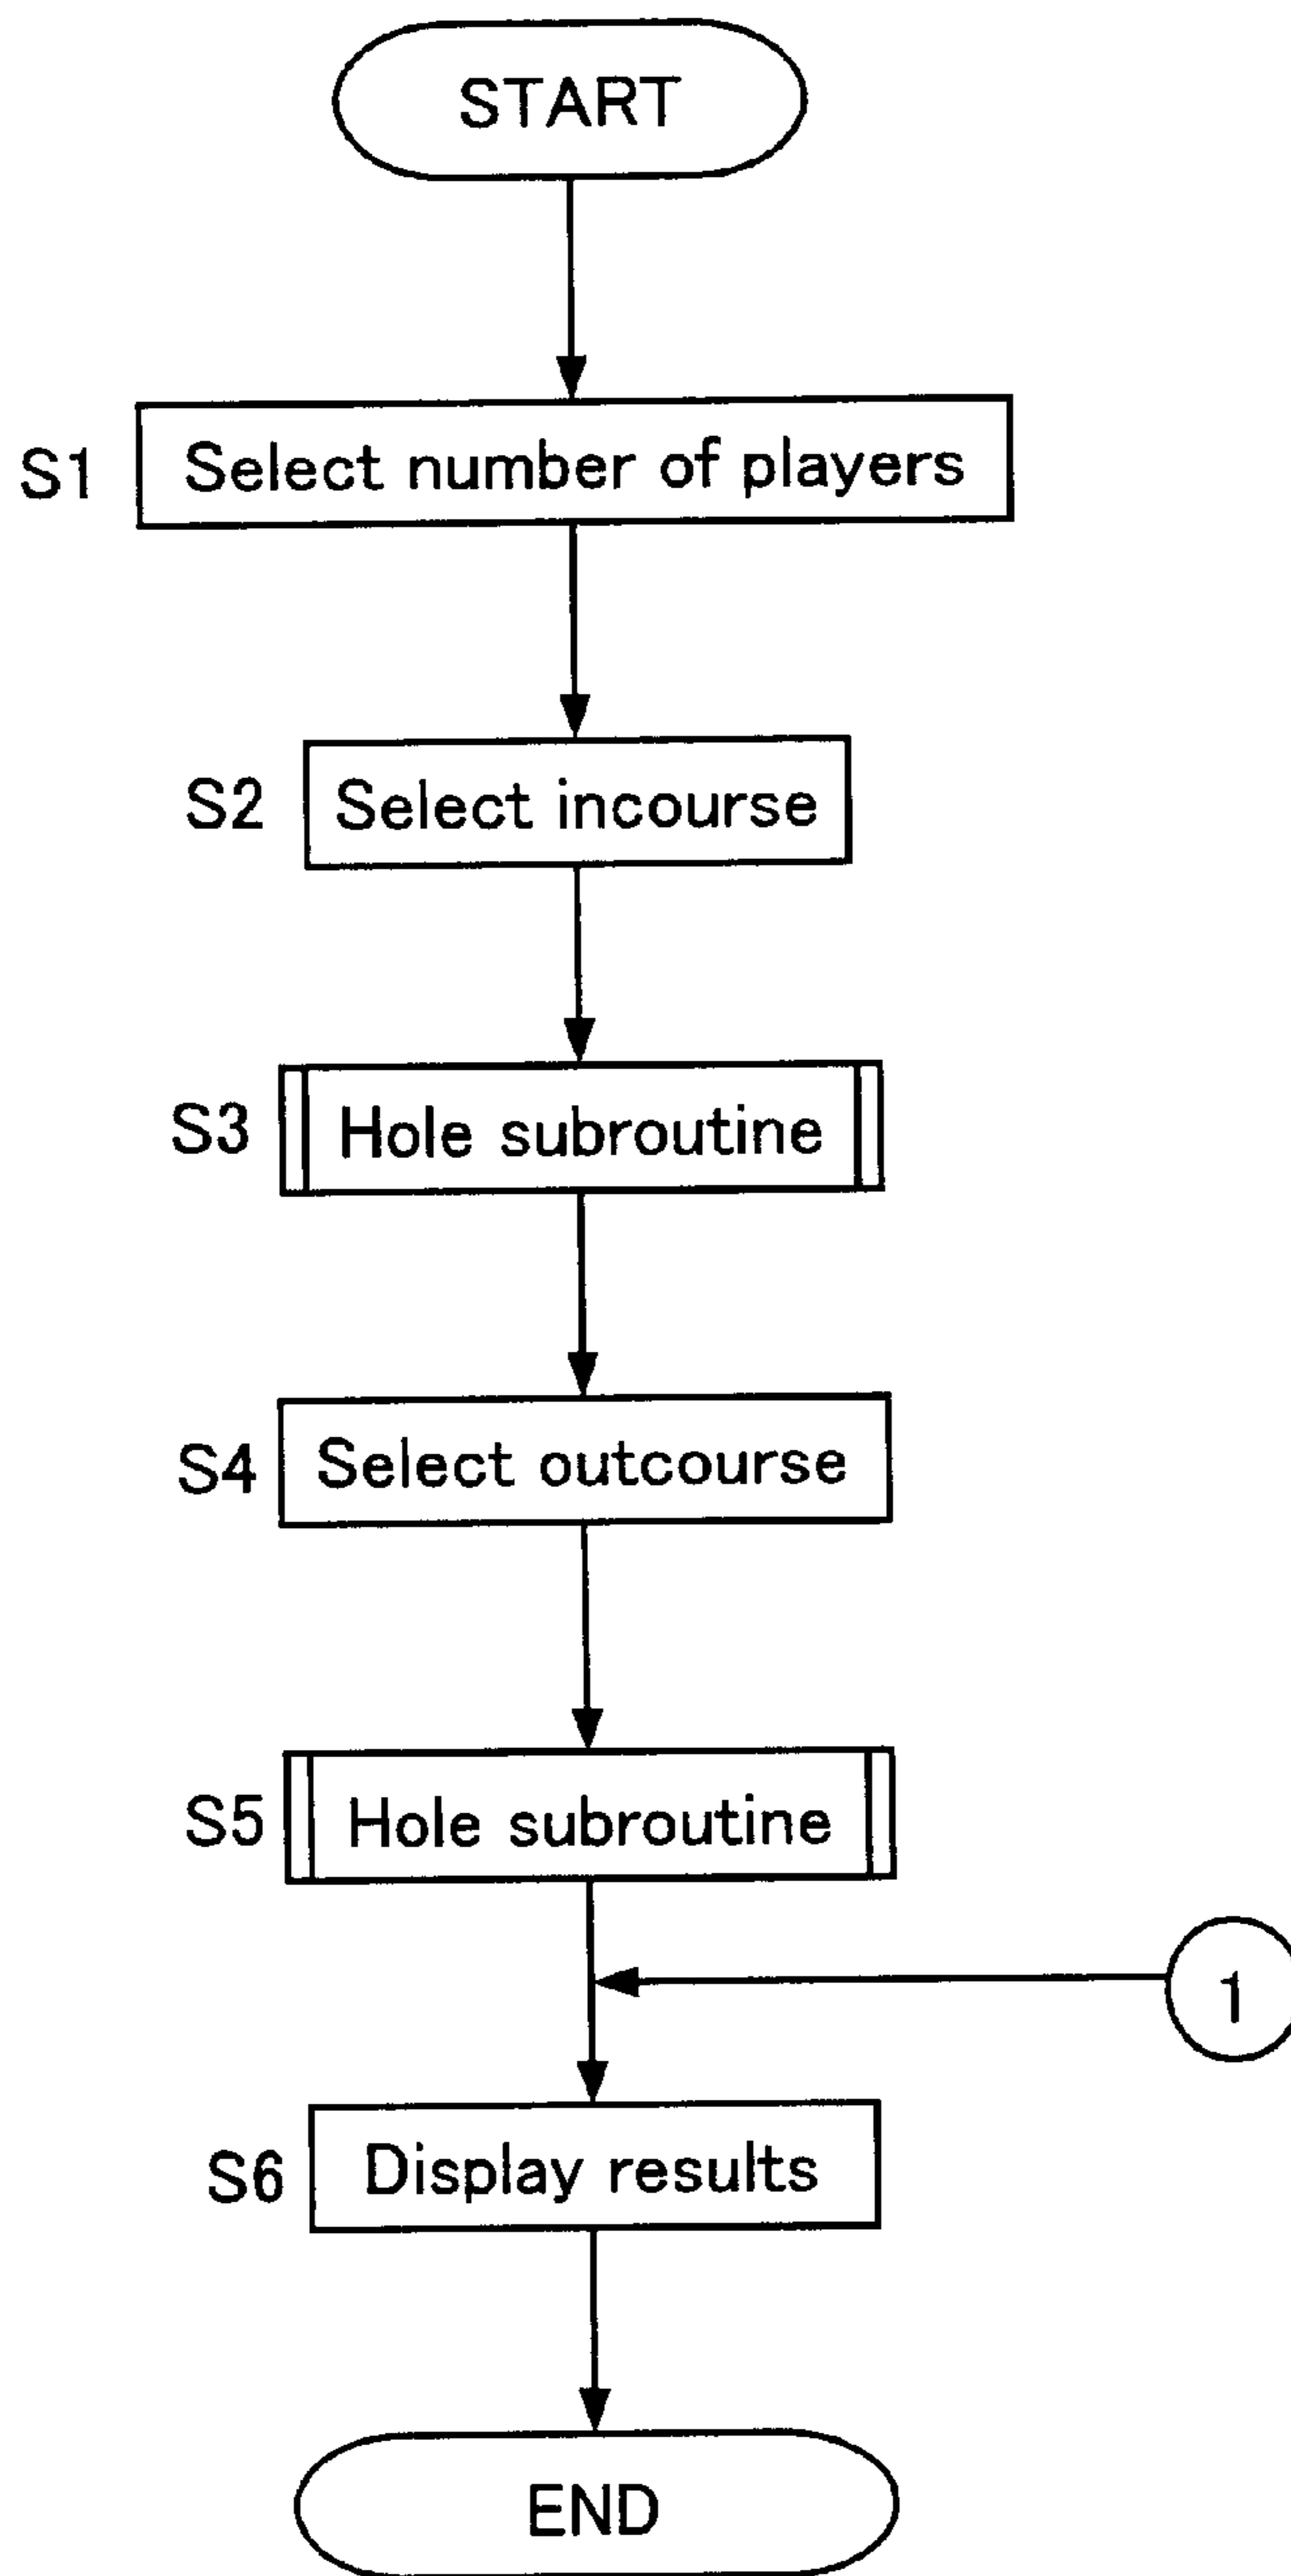 START
S1 Select number of players
S2 Select incourse
S3 Hole subroutine
S4 Select outcourse
S5 Hole subroutine
1
S6 Display results
END